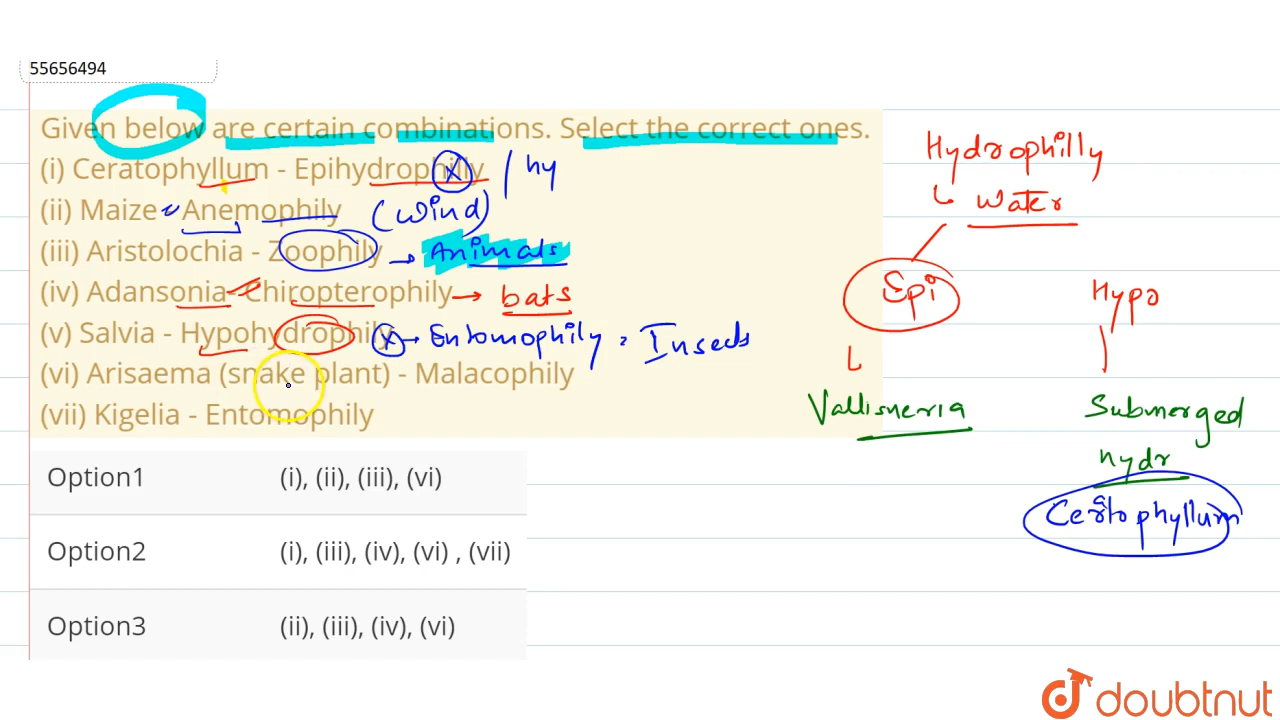 55656494
Given below are certain combinations. Select the correct ones.
(i) Ceratophyllum - Epihydrophilly X / hy
(ii) Maize - Anemophily (wind)
(iii) Aristolochia - Zoophily → Animals
(iv) Adansonia- Chiropterophily → bats
(v) Salvia - Hypohydrophily X → Entomophily : Insects
(vi) Arisaema (snake plant) - Malacophily
(vii) Kigelia - Entomophily
Hydrophilly
↳ water
Epi Hypo
Vallisneria Submerged
hydr
Certophyllum
a
Option1 (i), (ii), (iii), (vi)
Option2 (i), (iii), (iv), (vi) , (vii)
Option3 (ii), (iii), (iv), (vi)
doubtnut